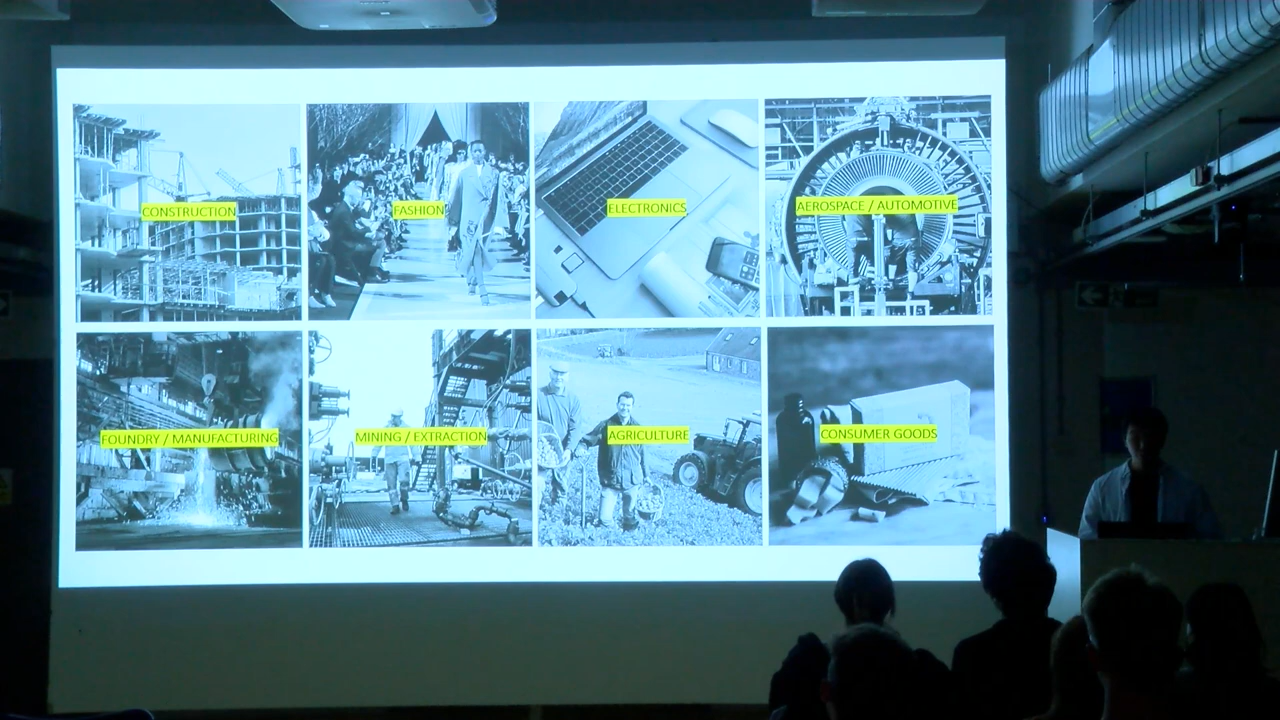 CONSTRUCTION
FASHION
ELECTRONICS
AEROSPACE / AUTOMOTIVE
FOUNDRY / MANUFACTURING
MINING / EXTRACTION
AGRICULTURE
CONSUMER GOODS